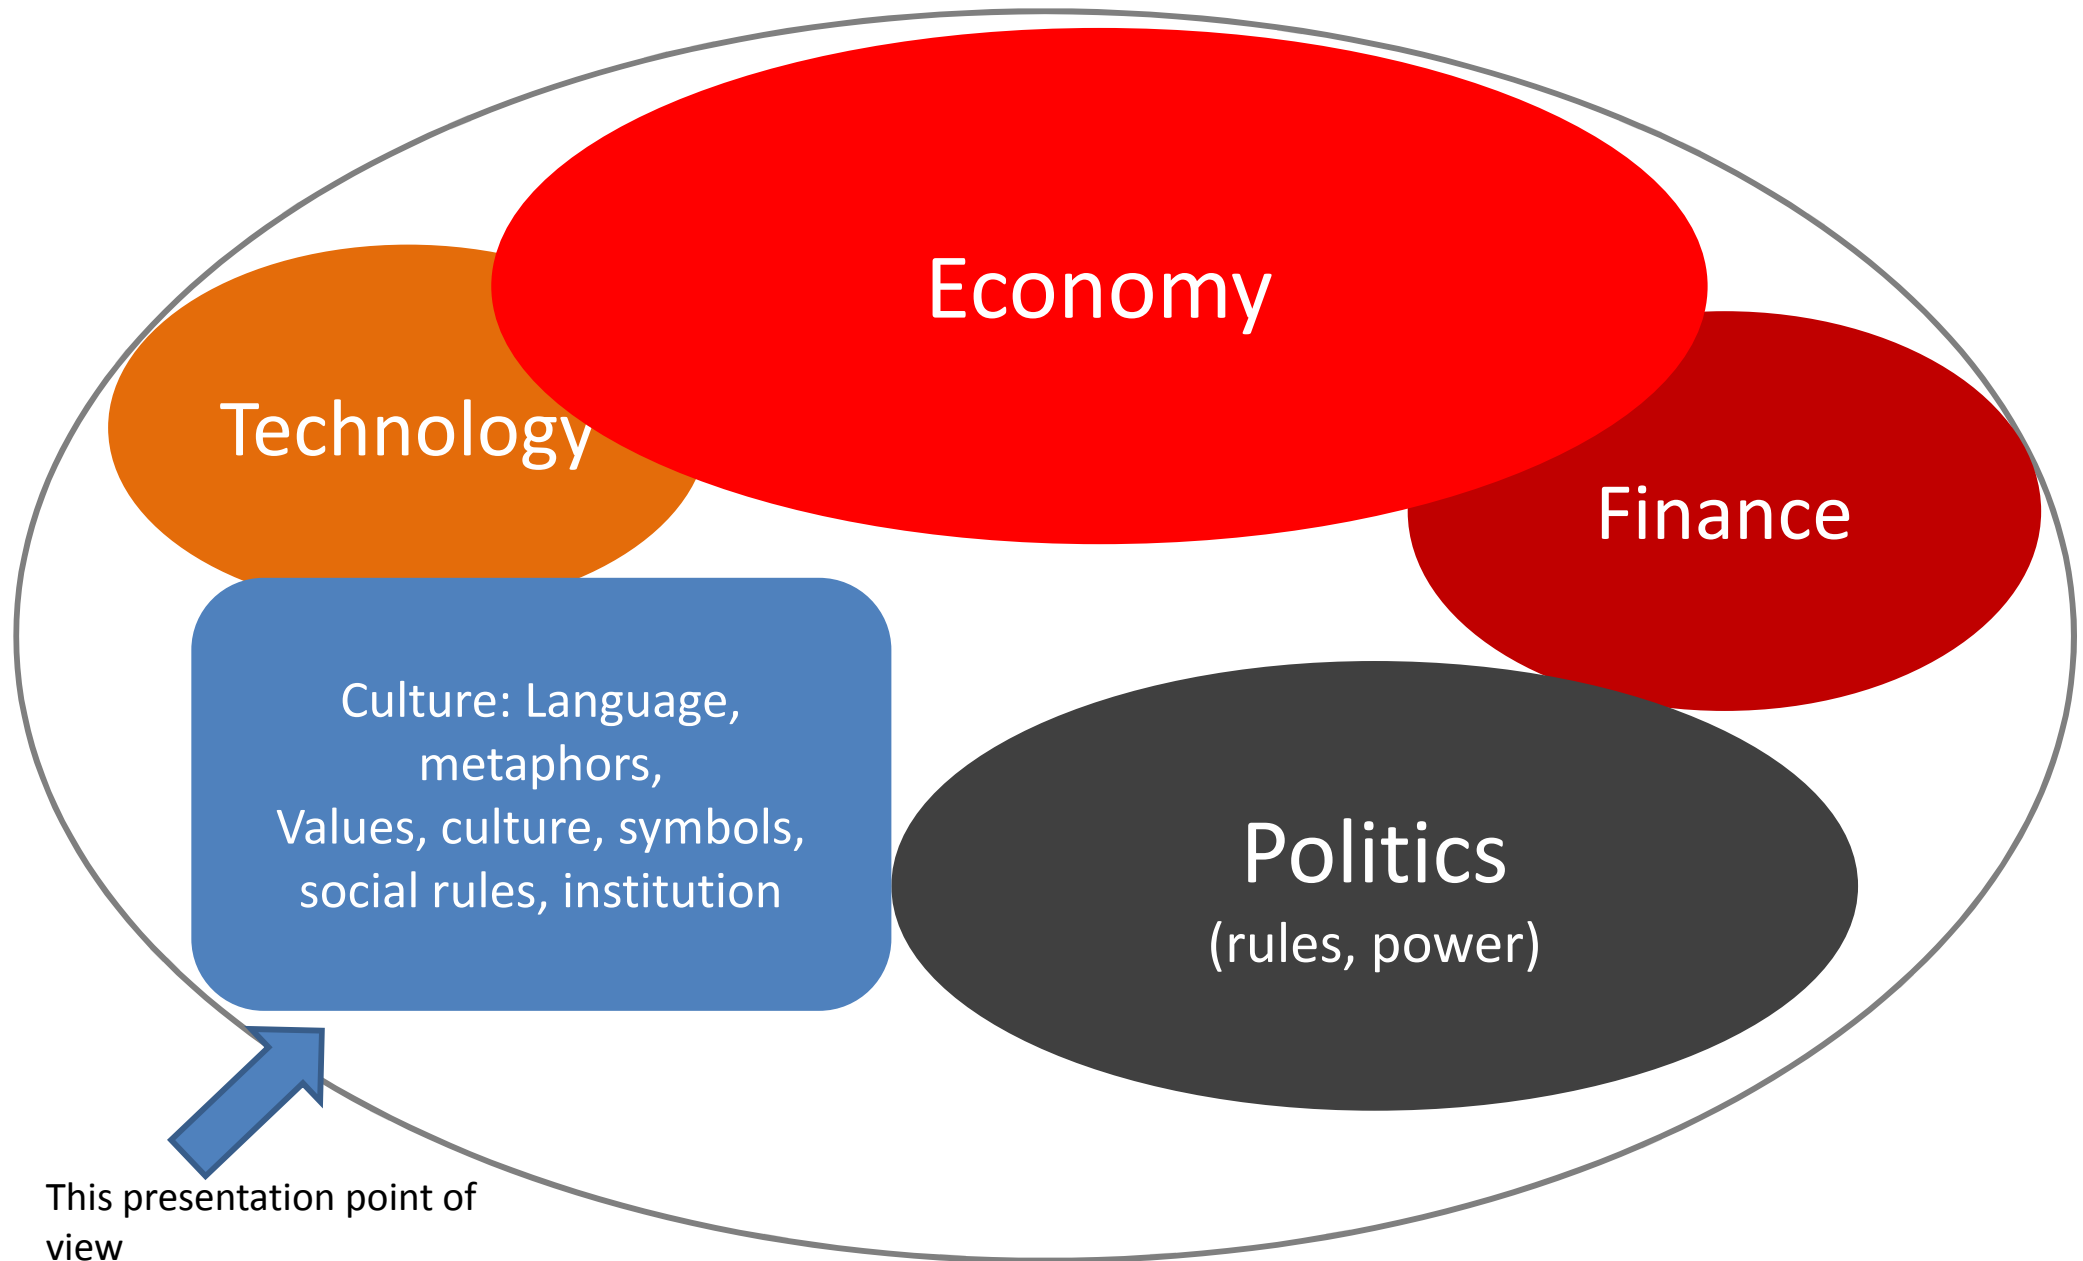 Economy
Technology
Finance
Culture: Language,
metaphors,
Values, culture, symbols,
social rules, institution
Politics
(rules, power)
This presentation point of
view